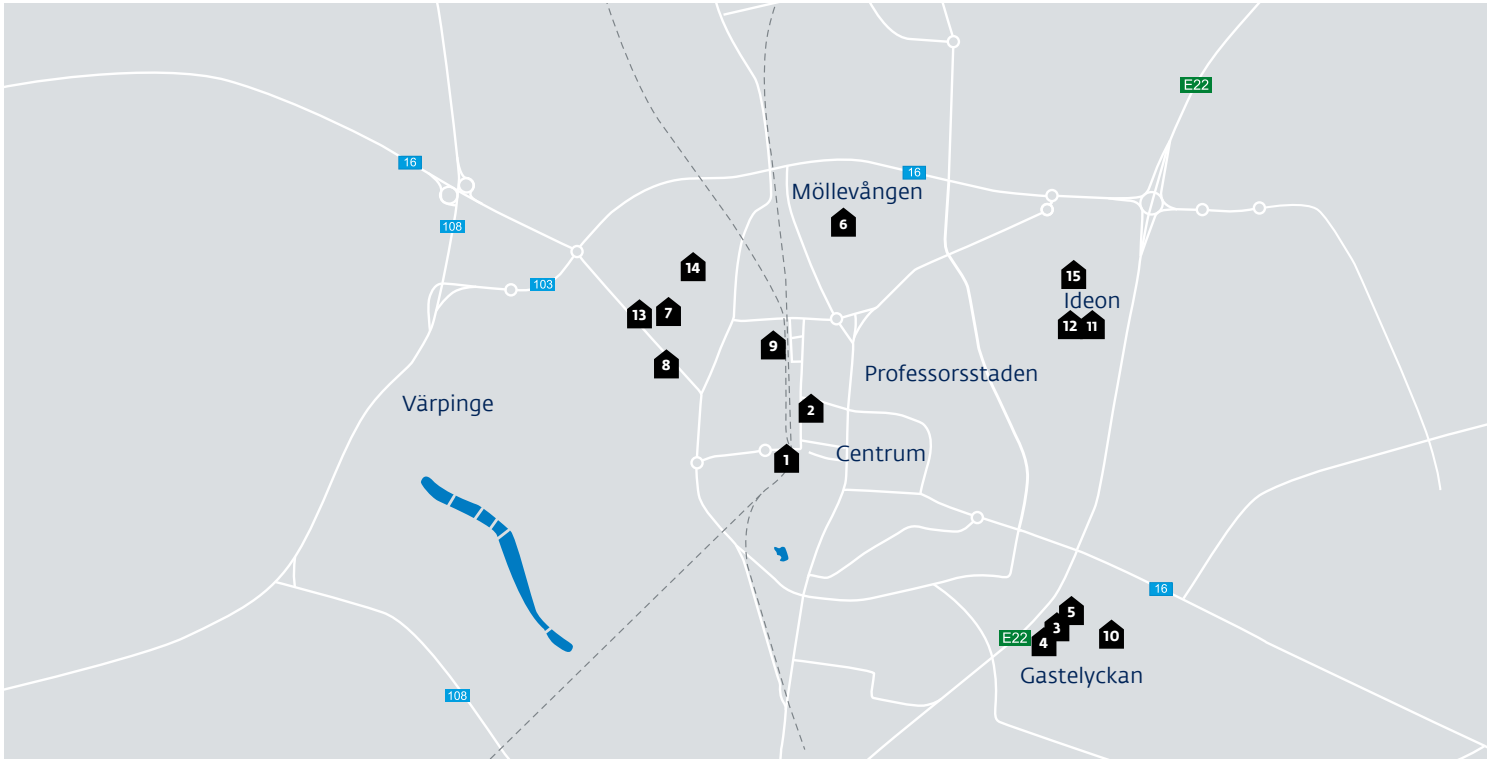 E22
16
16
Möllevången
6
108
14
15
103
Ideon
13
7
12
11
9
8
Professorsstaden
Värpinge
2
Centrum
1
16
5
3
10
E22
4
Gastelyckan
108